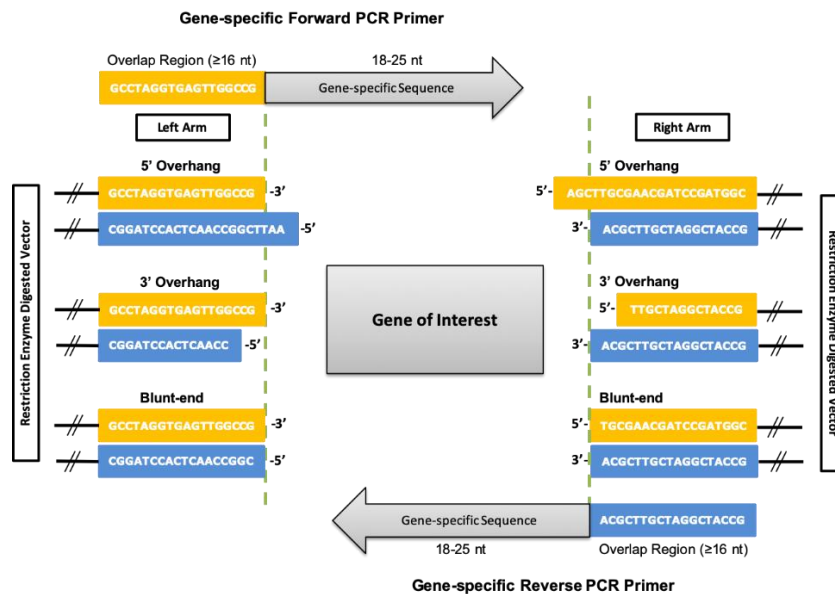 Gene-specific Forward PCR Primer
Overlap Region (≥16 nt)
18-25 nt
GCCTAGGTGAGTTGGCCG
Gene-specific Sequence
Left Arm
Right Arm
5’ Overhang
5’ Overhang
GCCTAGGTGAGTTGGCCG
-3’
5’-
AGCTTGCGAACGATCCGATGGC
CGGATCCACTCAACCGGCTTAA
-5’
3’-
ACGCTTGCTAGGCTACCG
Restriction Enzyme Digested Vector
Restriction Enzyme Digested Vector
3’ Overhang
3’ Overhang
GCCTAGGTGAGTTGGCCG
-3’
5’-
TTGCTAGGCTACCG
CGGATCCACTCAACC
-5’
3’-
ACGCTTGCTAGGCTACCG
Gene of Interest
Blunt-end
Blunt-end
GCCTAGGTGAGTTGGCCG
-3’
5’-
TGCGAACGATCCGATGGC
CGGATCCACTCAACCGGC
-5’
3’-
ACGCTTGCTAGGCTACCG
Gene-specific Sequence
ACGCTTGCTAGGCTACCG
18-25 nt
Overlap Region (≥16 nt)
Gene-specific Reverse PCR Primer